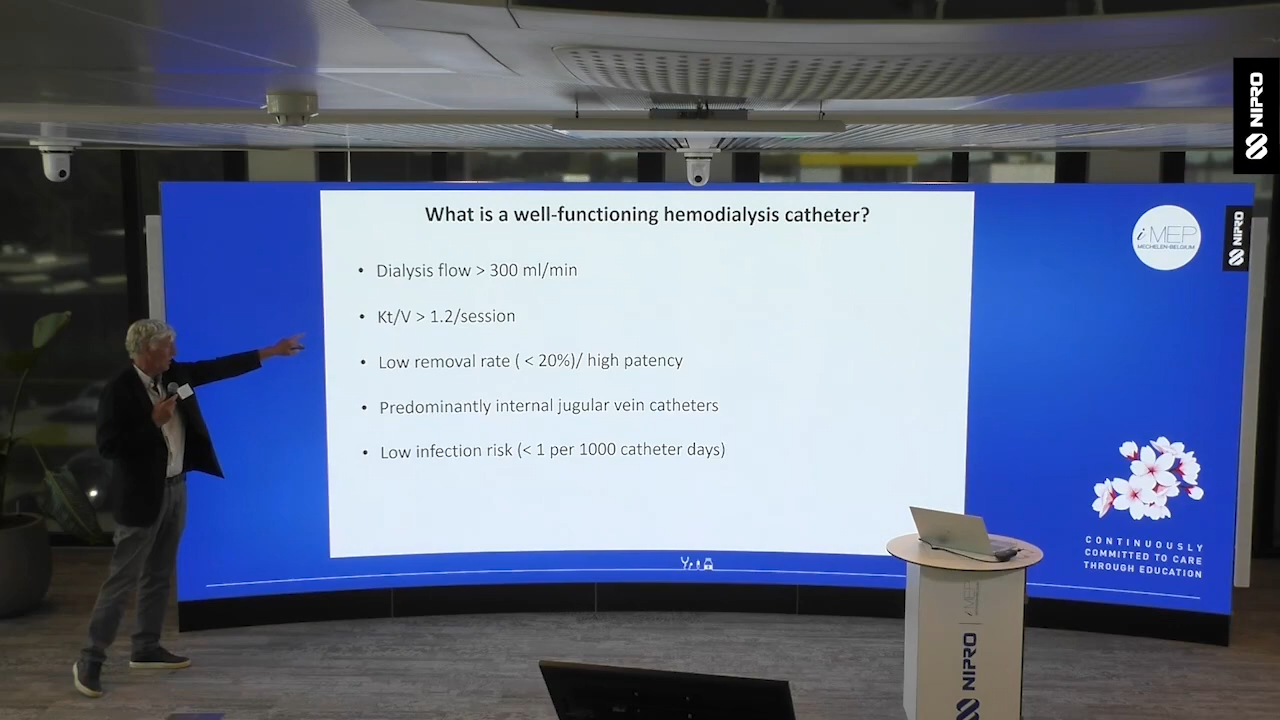 NIPRO
What is a well-functioning hemodialysis catheter?
• Dialysis flow > 300 ml/min
• Kt/V > 1.2/session
• Low removal rate ( < 20%)/ high patency
• Predominantly internal jugular vein catheters
• Low infection risk (< 1 per 1000 catheter days)
iMEP
MECHELEN-BELGIUM
NIPRO
CONTINUOUSLY
COMMITTED TO CARE
THROUGH EDUCATION
iMEP
NIPRO